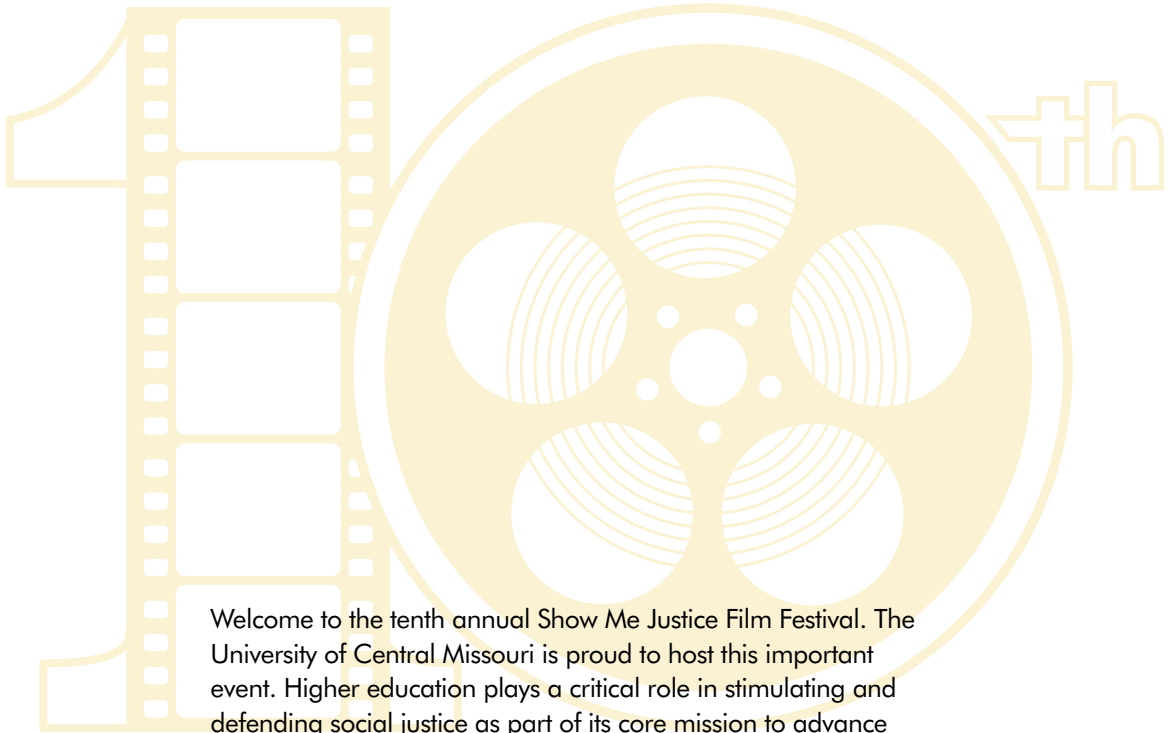 10th
Welcome to the tenth annual Show Me Justice Film Festival. The
University of Central Missouri is proud to host this important
event. Higher education plays a critical role in stimulating and
defending social justice as part of its core mission to advance